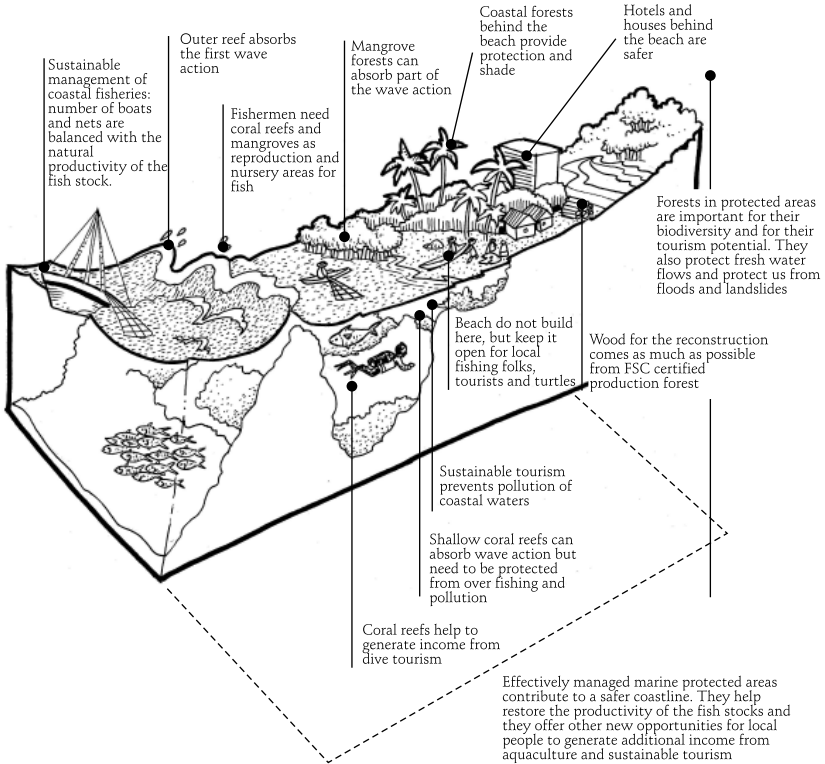 Sustainable
management of
coastal fisheries:
number of boats
and nets are
balanced with the
natural
productivity of the
fish stock.
Outer reef absorbs
the first wave
action
Fishermen need
coral reefs and
mangroves as
reproduction and
nursery areas for
fish
Mangrove
forests can
absorb part of
the wave action
Coastal forests
behind the
beach provide
protection and
shade
Hotels and
houses behind
the beach are
safer
Forests in protected areas
are important for their
biodiversity and for their
tourism potential. They
also protect fresh water
flows and protect us from
floods and landslides
Beach do not build
here, but keep it
open for local
fishing folks,
tourists and turtles
Wood for the reconstruction
comes as much as possible
from FSC certified
production forest
Sustainable tourism
prevents pollution of
coastal waters
Shallow coral reefs can
absorb wave action but
need to be protected
from over fishing and
pollution
Coral reefs help to
generate income from
dive tourism
Effectively managed marine protected areas
contribute to a safer coastline. They help
restore the productivity of the fish stocks and
they offer other new opportunities for local
people to generate additional income from
aquaculture and sustainable tourism